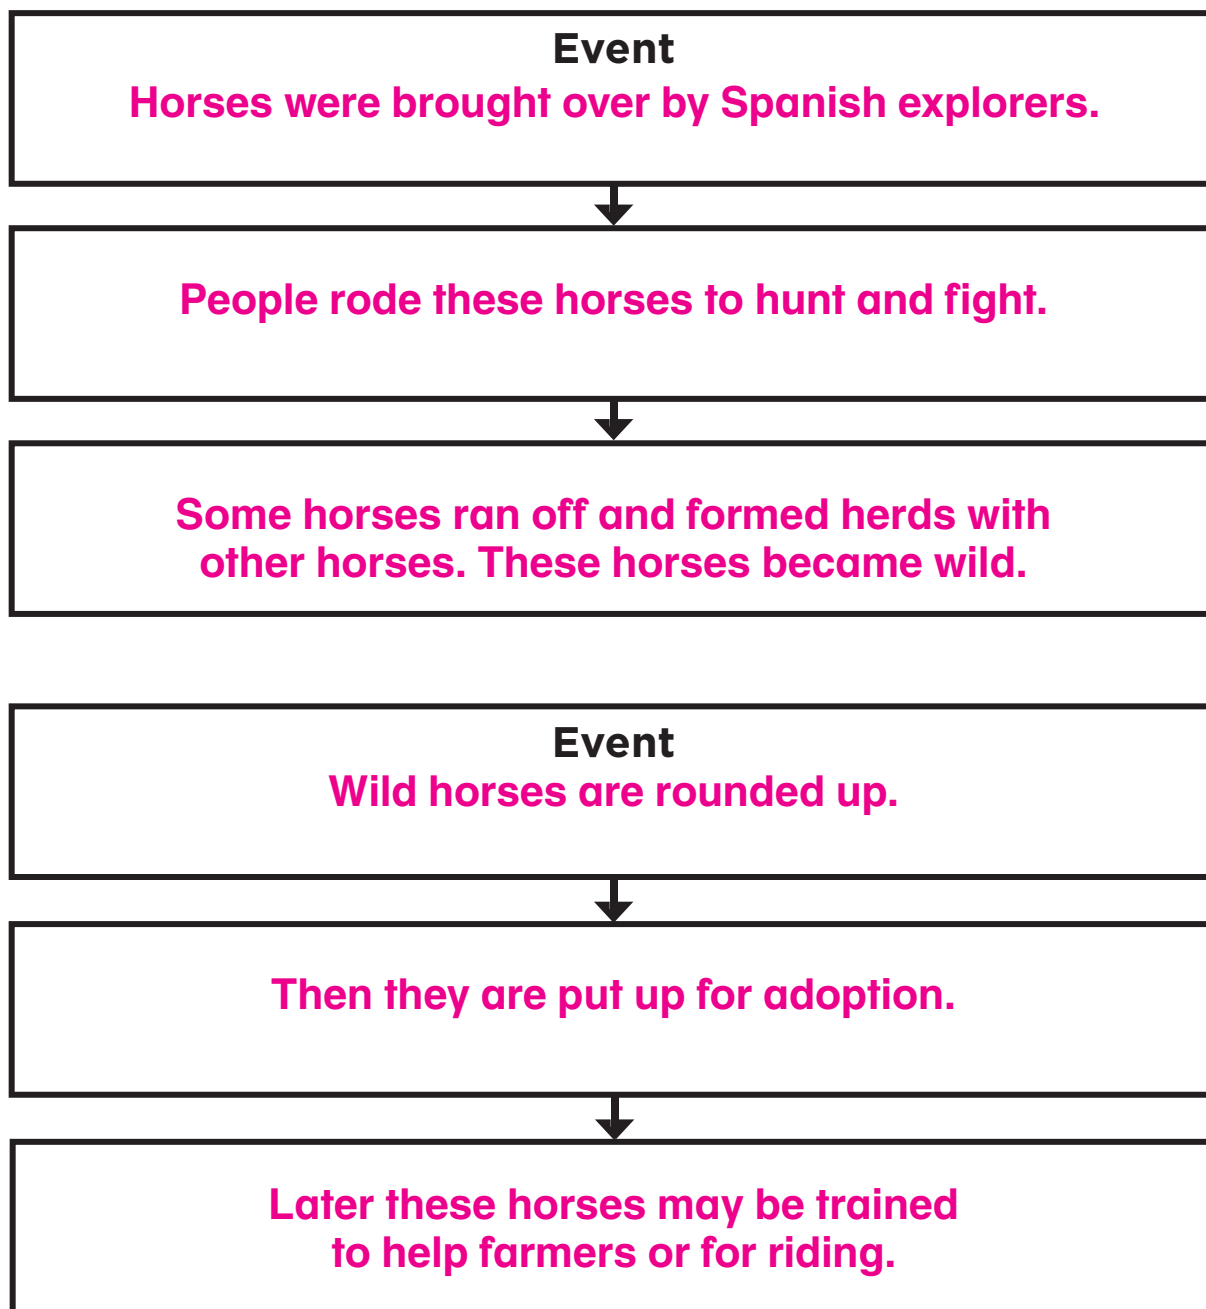 Event
Horses were brought over by Spanish explorers.
People rode these horses to hunt and fight.
Some horses ran off and formed herds with
other horses. These horses became wild.
Event
Wild horses are rounded up.
Then they are put up for adoption.
Later these horses may be trained
to help farmers or for riding.